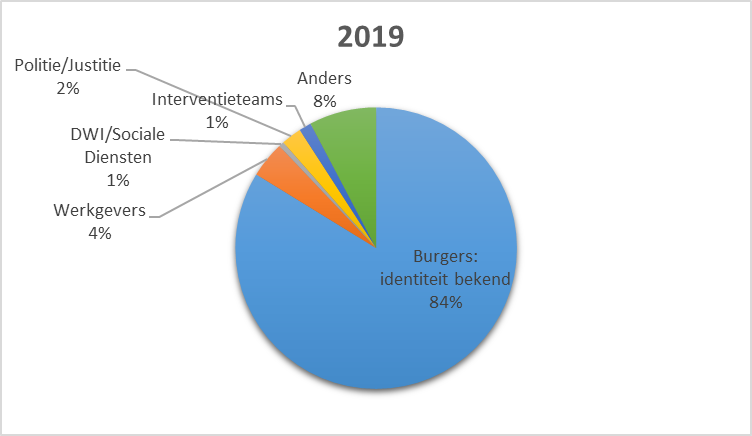 2019
Politie/Justitie
2%
Interventieteams
1%
Anders
8%
DWI/Sociale
Diensten
1%
Werkgevers
4%
Burgers:
identiteit bekend
84%